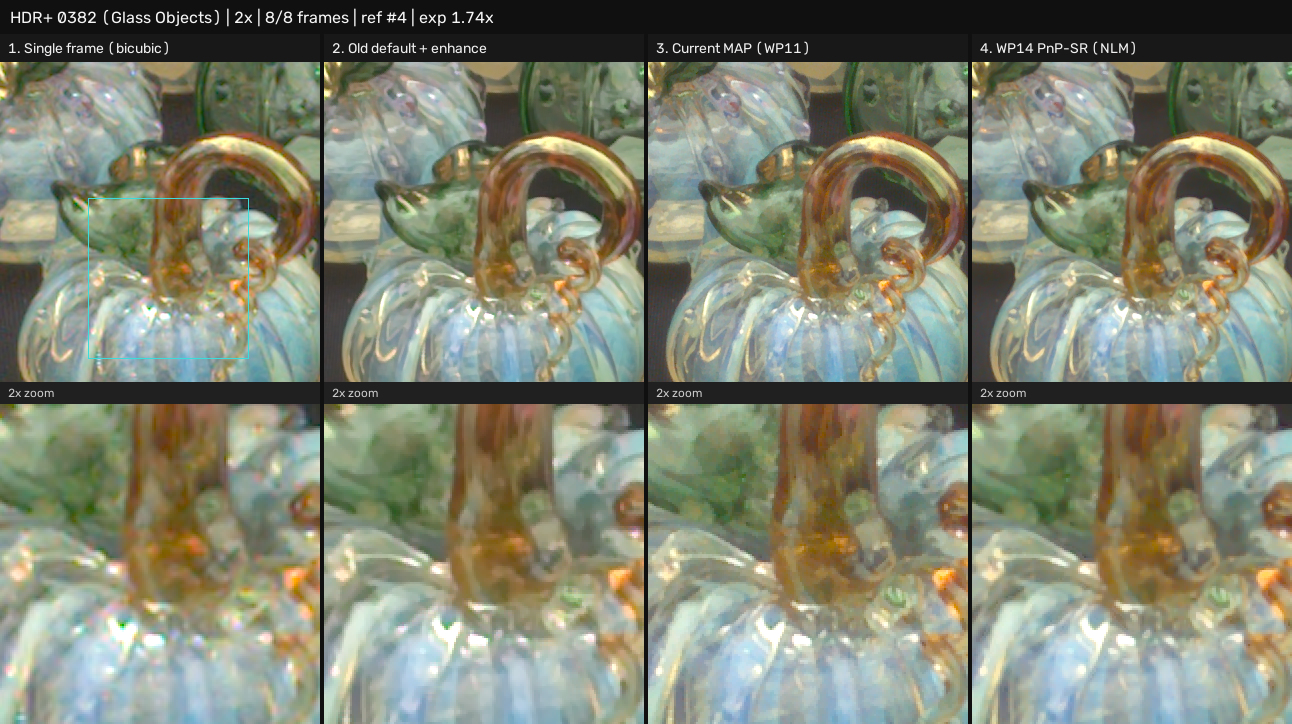 HDR+ 0382 (Glass Objects) | 2x | 8/8 frames | ref #4 | exp 1.74x
1. Single frame (bicubic)
2. Old default + enhance
3. Current MAP (WP11)
4. WP14 PnP-SR (NLM)
2x zoom
2x zoom
2x zoom
2x zoom